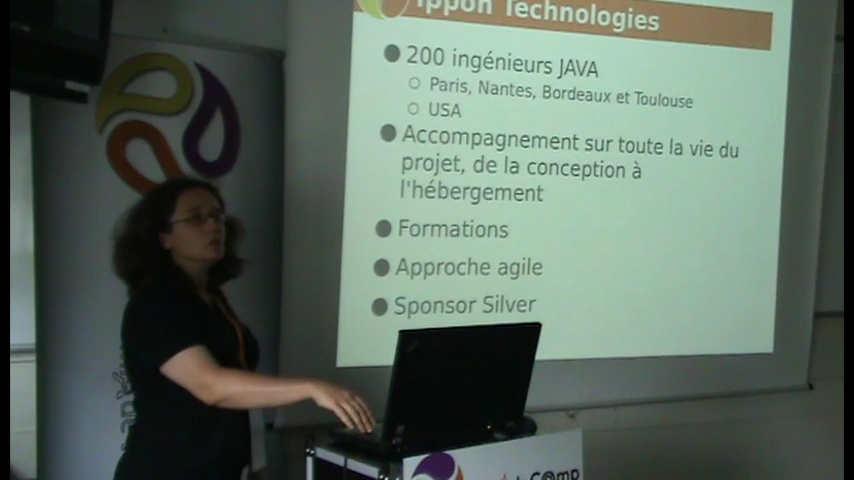 Ippon Technologies
200 ingénieurs JAVA
Paris, Nantes, Bordeaux et Toulouse
USA
Accompagnement sur toute la vie du
projet, de la conception à
l'hébergement
Formations
Approche agile
Sponsor Silver
C@mp